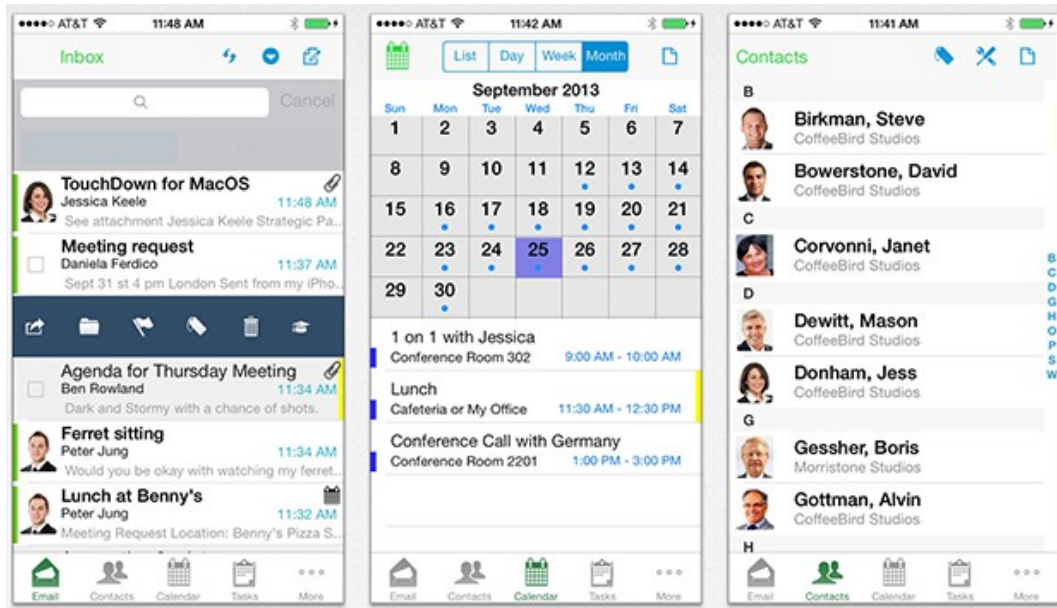 AT&T 11:48 AM
Inbox
Cancel
TouchDown for MacOS
Jessica Keele 11:48 AM
See attachment Jessica Keele Strategic Pa..
Meeting request
Daniela Ferdico 11:37 AM
Sept 31 st 4 pm London Sent from my iPho..
Agenda for Thursday Meeting
Ben Rowland 11:34 AM
Dark and Stormy with a chance of shots.
Ferret sitting
Peter Jung 11:34 AM
Would you be okay with watching my ferret..
Lunch at Benny's
Peter Jung 11:32 AM
Meeting Request Location: Benny's Pizza S..
Email Contacts Calendar Tasks More
AT&T 11:42 AM
List Day Week Month
September 2013
Sun Mon Tue Wed Thu Fri Sat
1 2 3 4 5 6 7
8 9 10 11 12 13 14
15 16 17 18 19 20 21
22 23 24 25 26 27 28
29 30
1 on 1 with Jessica
Conference Room 302 9:00 AM - 10:00 AM
Lunch
Cafeteria or My Office 11:30 AM - 12:30 PM
Conference Call with Germany
Conference Room 2201 1:00 PM - 3:00 PM
Email Contacts Calendar Tasks More
AT&T 11:41 AM
Contacts
B
Birkman, Steve
CoffeeBird Studios
Bowerstone, David
CoffeeBird Studios
C
Corvonni, Janet
CoffeeBird Studios
D
Dewitt, Mason
CoffeeBird Studios
Donham, Jess
CoffeeBird Studios
G
Gessher, Boris
Morristone Studios
Gottman, Alvin
CoffeeBird Studios
H
B
C
D
G
H
O
P
S
W
Email Contacts Calendar Tasks More